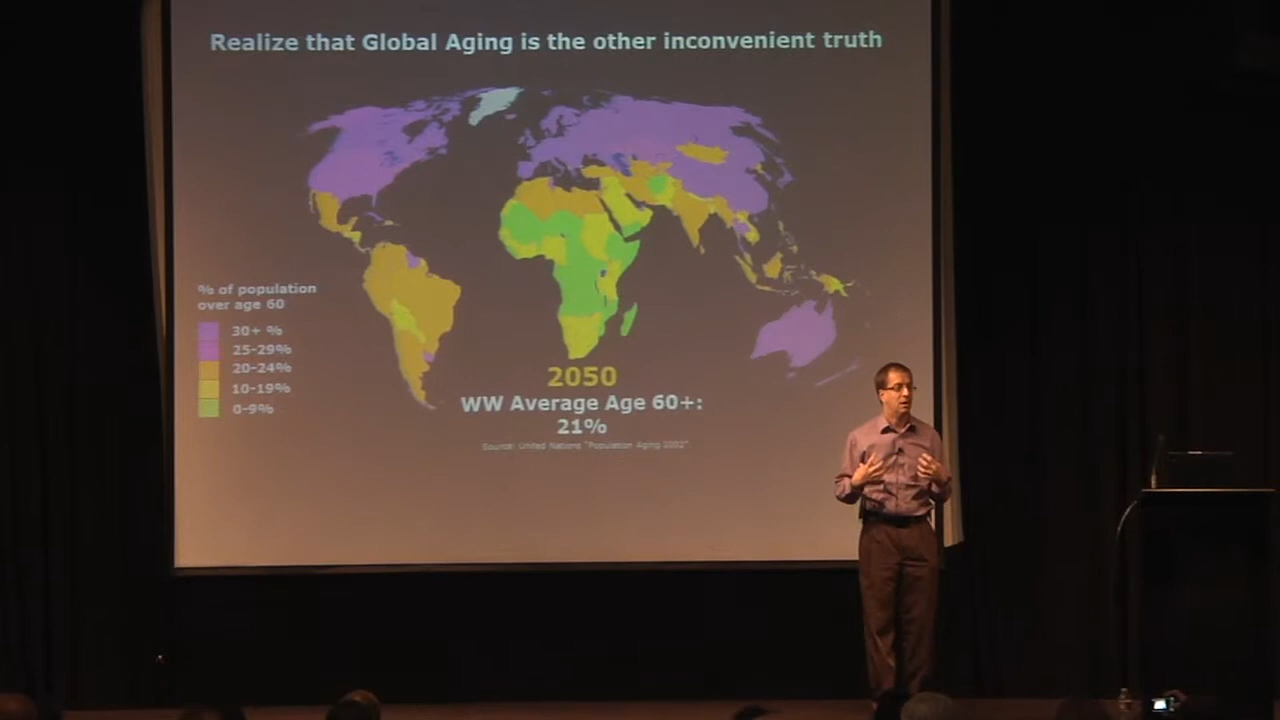 Realize that Global Aging is the other inconvenient truth
% of population
over age 60
30+ %
25-29%
20-24%
10-19%
0-9%
2050
WW Average Age 60+:
21%
Source: United Nations "Population Aging 2002"